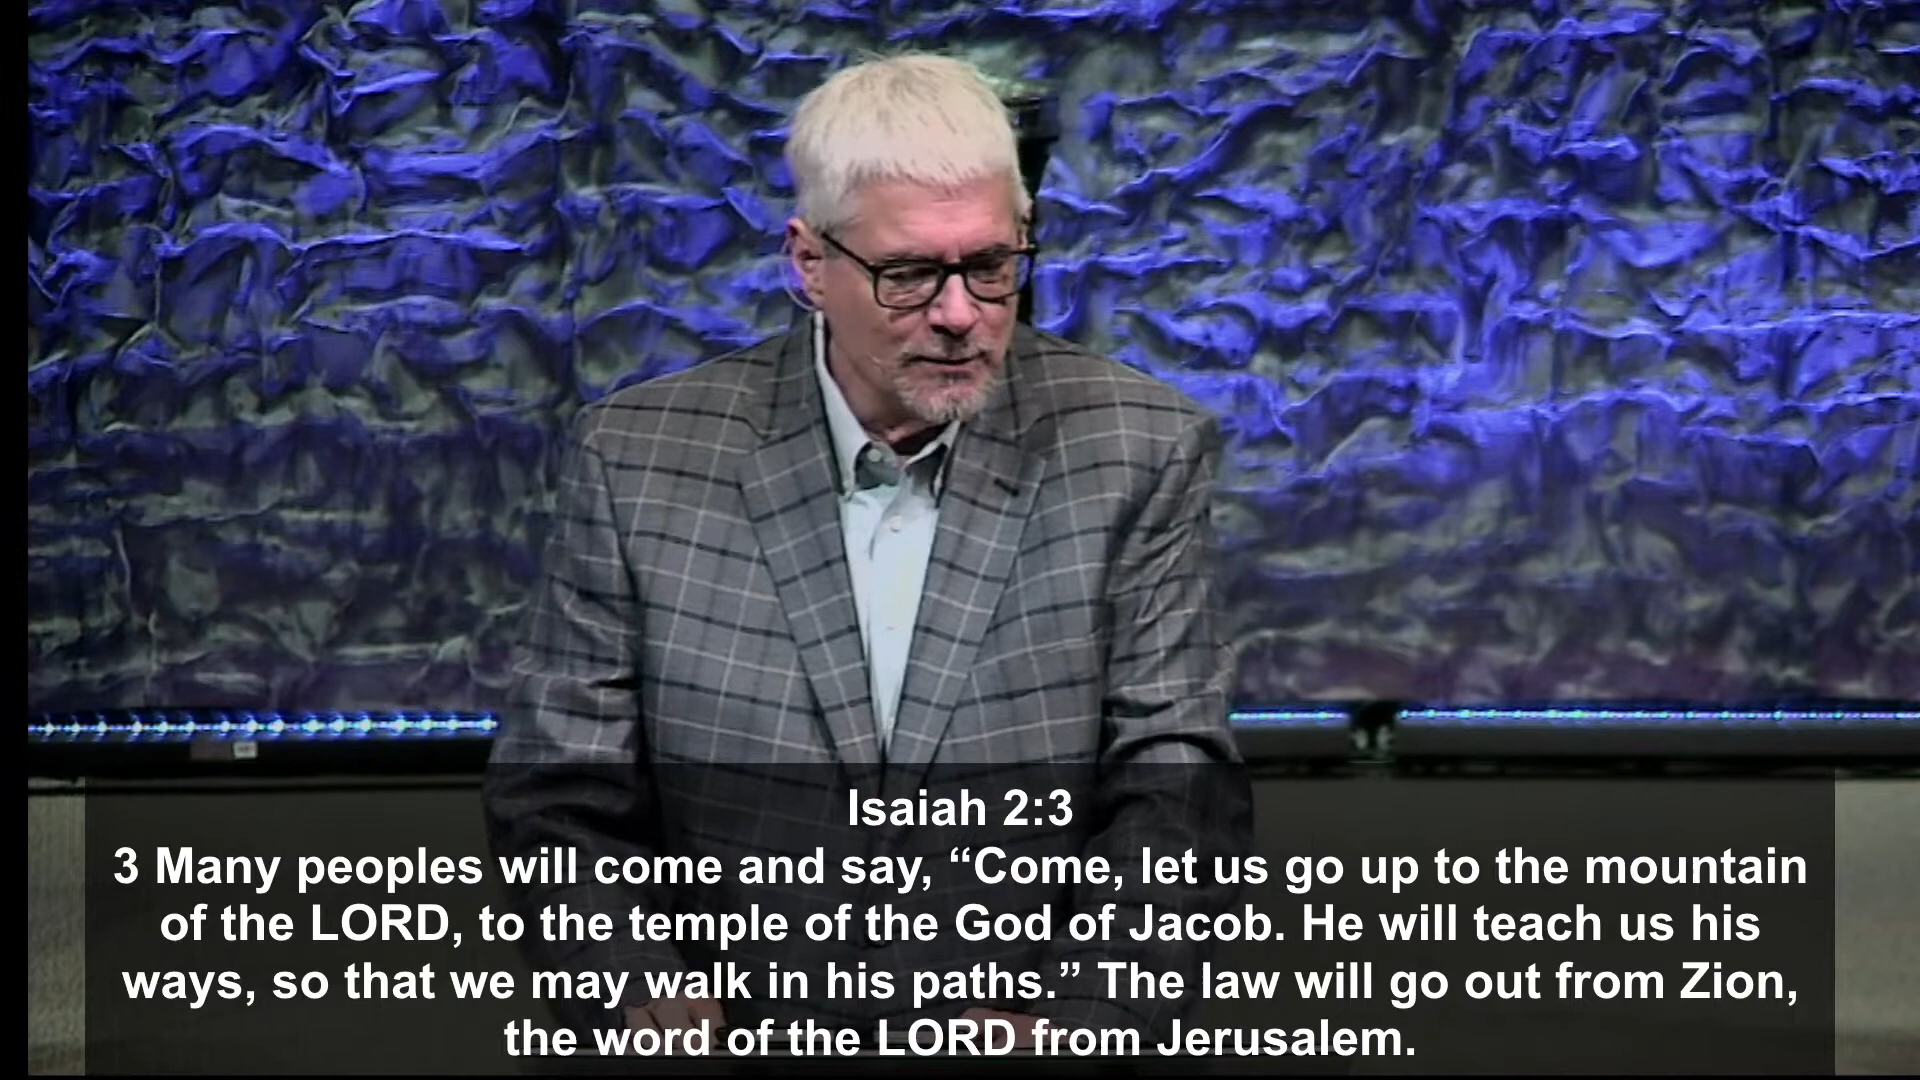 Isaiah 2:3
3 Many peoples will come and say, “Come, let us go up to the mountain
of the LORD, to the temple of the God of Jacob. He will teach us his
ways, so that we may walk in his paths.” The law will go out from Zion,
the word of the LORD from Jerusalem.